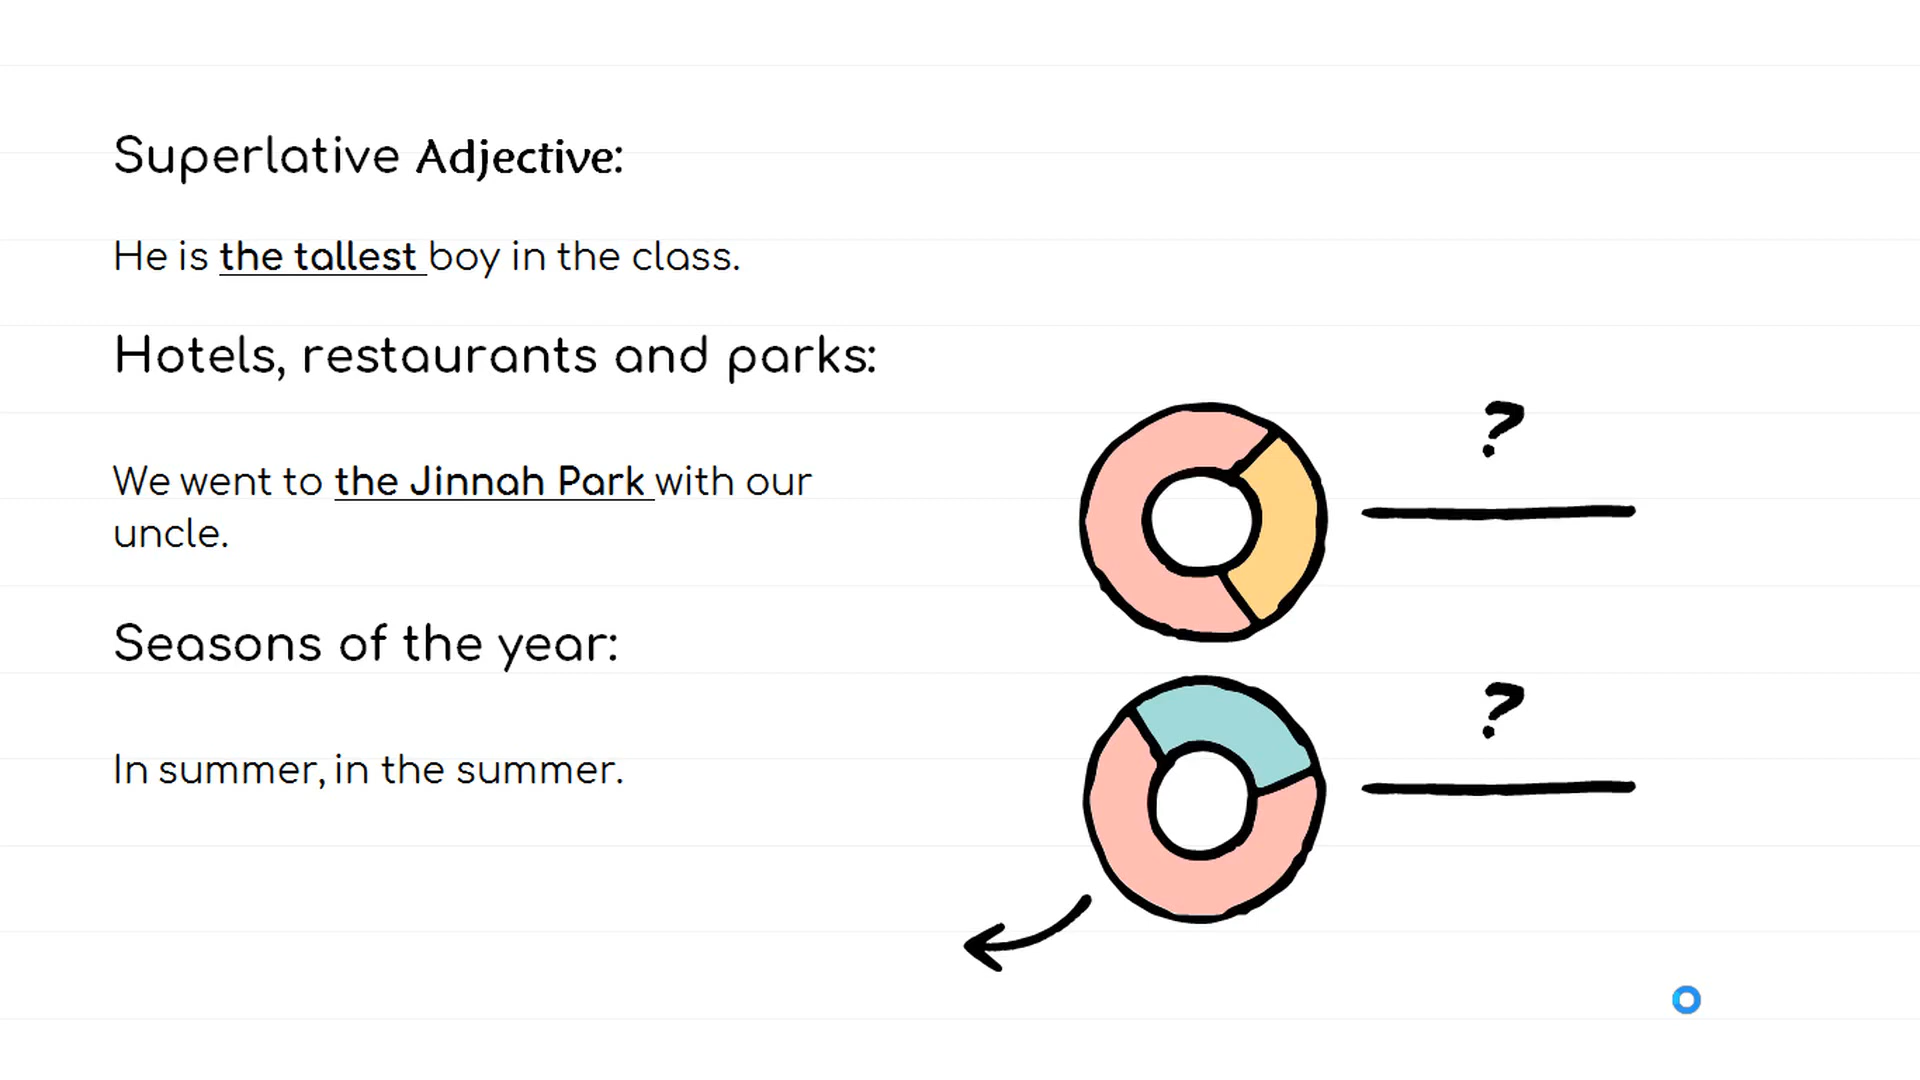 Superlative Adjective:
He is the tallest boy in the class.
Hotels, restaurants and parks:
We went to the Jinnah Park with our
uncle.
Seasons of the year:
In summer, in the summer.
?
?